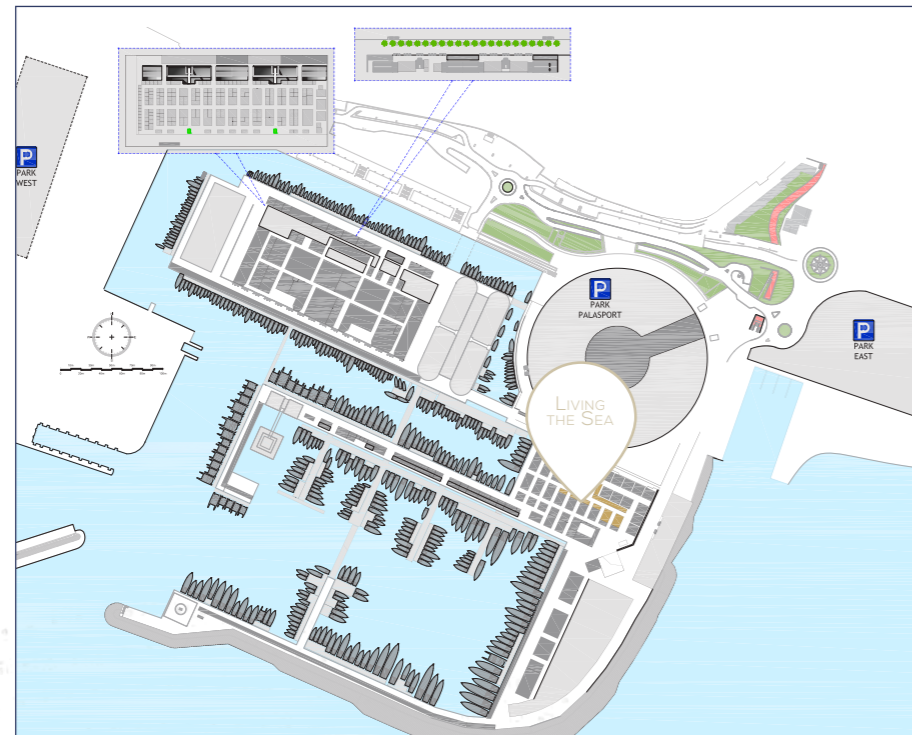 P
PARK
WEST
P
PARK
PALASPORT
P
PARK
EAST
LIVING
THE SEA